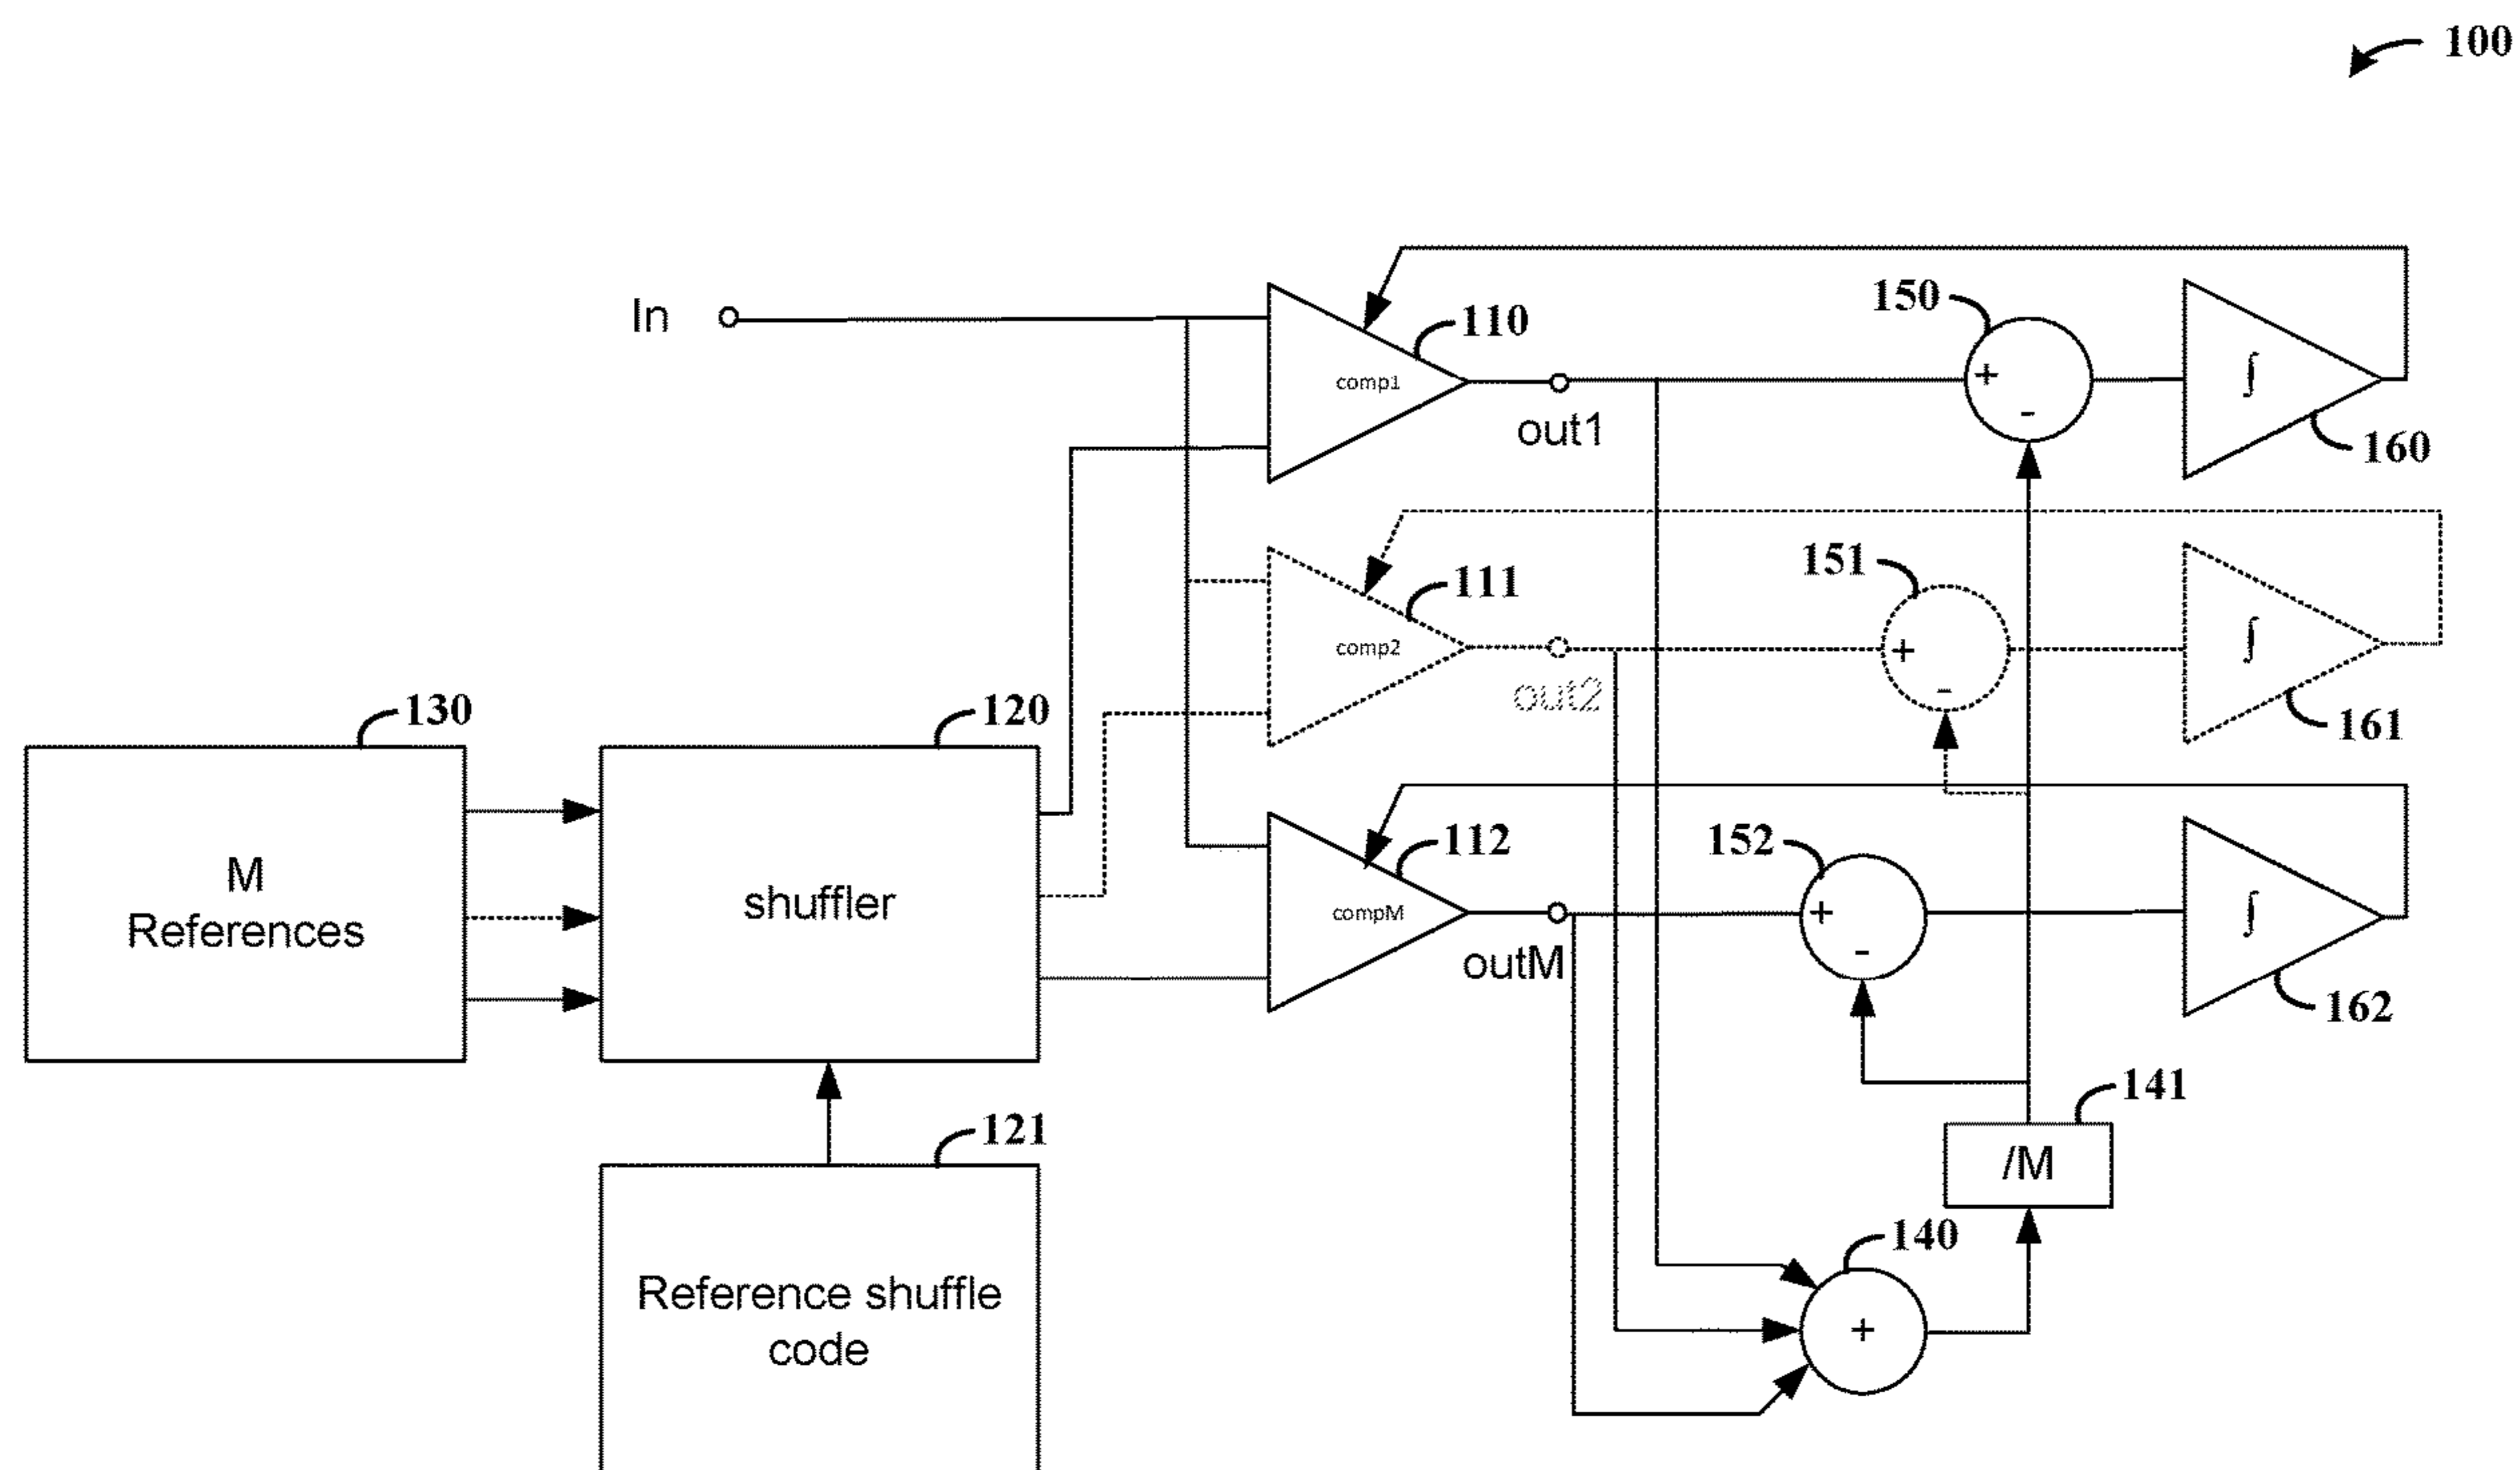 100
In
110
comp1
out1
150
+
-
∫
160
111
comp2
out2
151
+
-
∫
161
130
M
References
120
shuffler
112
compM
outM
152
+
-
∫
162
121
Reference shuffle
code
141
/M
140
+